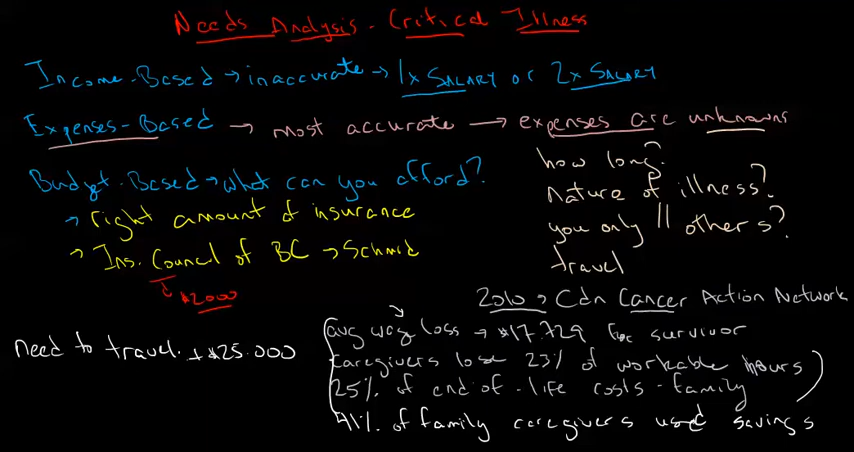 Needs Analysis - Critical Illness
Income-Based → inaccurate → 1x SALARY or 2x SALARY
Expenses-Based → most accurate → expenses are unknowns
how long?
nature of illness?
you only || others?
travel
Budget-Based → what can you afford?
→ right amount of insurance
→ Ins. Council of BC → Schmid
$2000
Need to travel. + $25.000
2010 → Cdn Cancer Action Network
avg wage loss → $17.729 for survivor
caregivers lose 23% of workable hours
25% of end-of-life costs - family
41% of family caregivers used savings